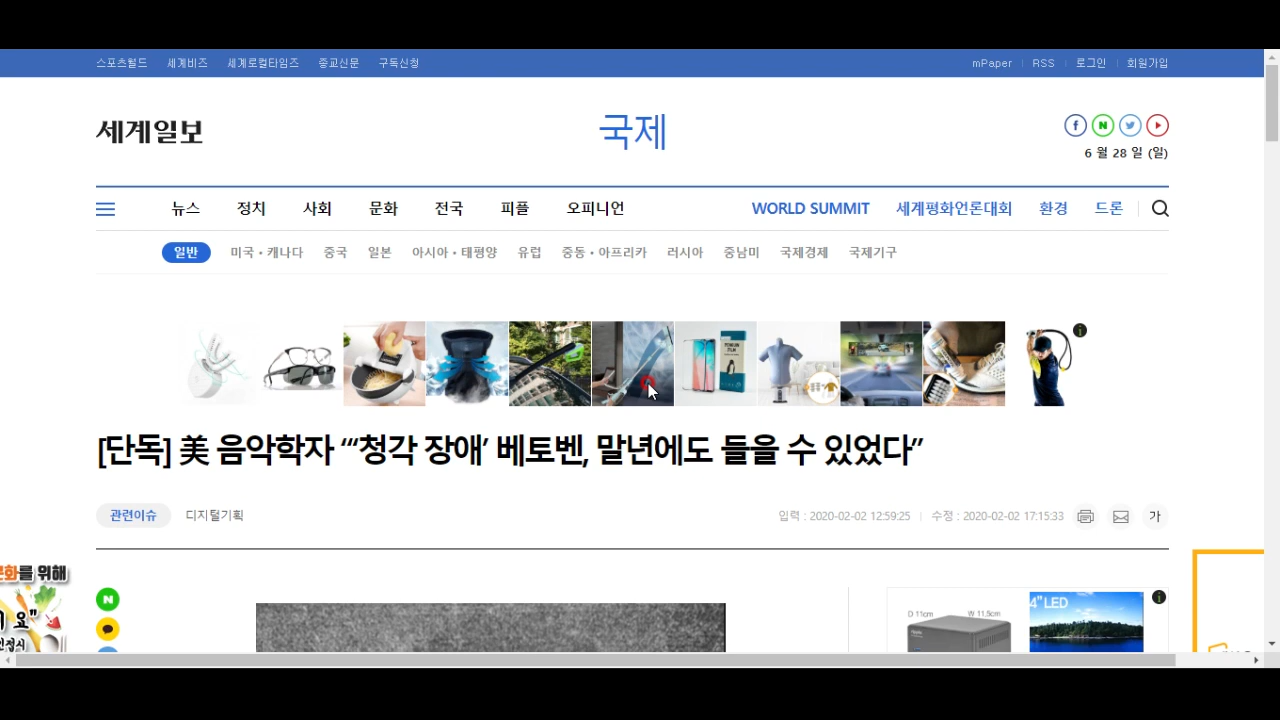 스포츠월드 세계비즈 세계로컬타임즈 종교신문 구독신청 mPaper RSS 로그인 회원가입
세계일보 국제
6 월 28 일 (일)
뉴스 정치 사회 문화 전국 피플 오피니언 WORLD SUMMIT 세계평화언론대회 환경 드론
일반 미국•캐나다 중국 일본 아시아•태평양 유럽 중동•아프리카 러시아 중남미 국제경제 국제기구
[단독] 美 음악학자 “‘청각 장애’ 베토벤, 말년에도 들을 수 있었다”
관련이슈 디지털기획 입력 : 2020-02-02 12:59:25 수정 : 2020-02-02 17:15:33 가
화를 위해
요"
4" LED
D 11cm W 11.5cm